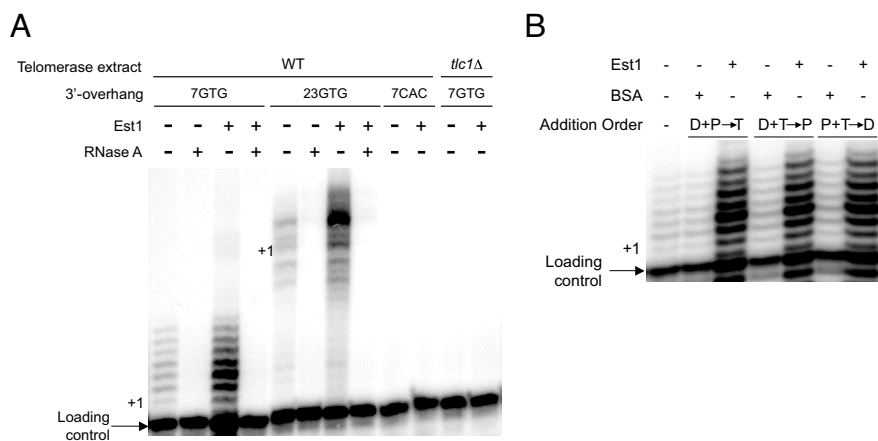 A
Telomerase extract WT tlc1Δ
3'-overhang 7GTG 23GTG 7CAC 7GTG
Est1 - - + + - - + + - + - +
RNase A - + - + - + - + - - - -
+1
+1
Loading
control
B
Est1 - - + - + - +
BSA - + - + - + -
Addition Order - D+P→T D+T→P P+T→D
+1
Loading
control